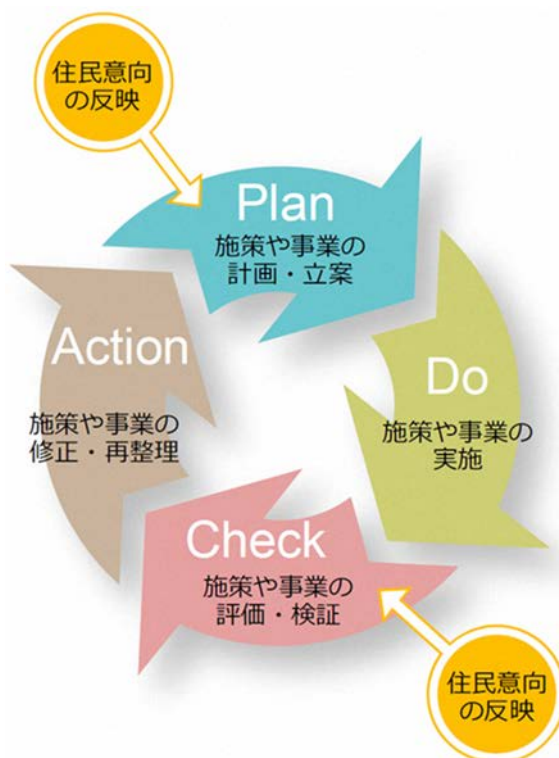 住民意向
の反映
Plan
施策や事業の
計画・立案
Do
施策や事業の
実施
Check
施策や事業の
評価・検証
Action
施策や事業の
修正・再整理
住民意向
の反映